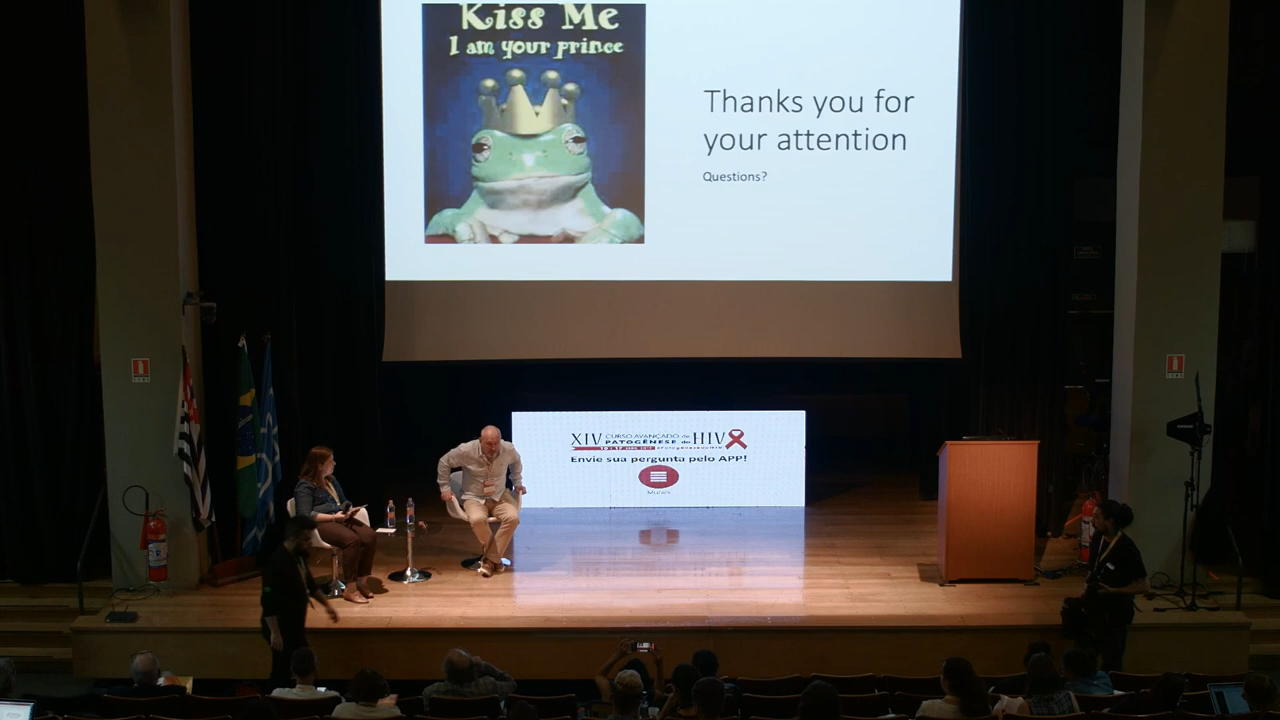 Kiss Me
I am your prince
Thanks you for
your attention
Questions?
XIV CURSO AVANÇADO de
PATOGÊNESE do HIV
Envie sua pergunta pelo APP!